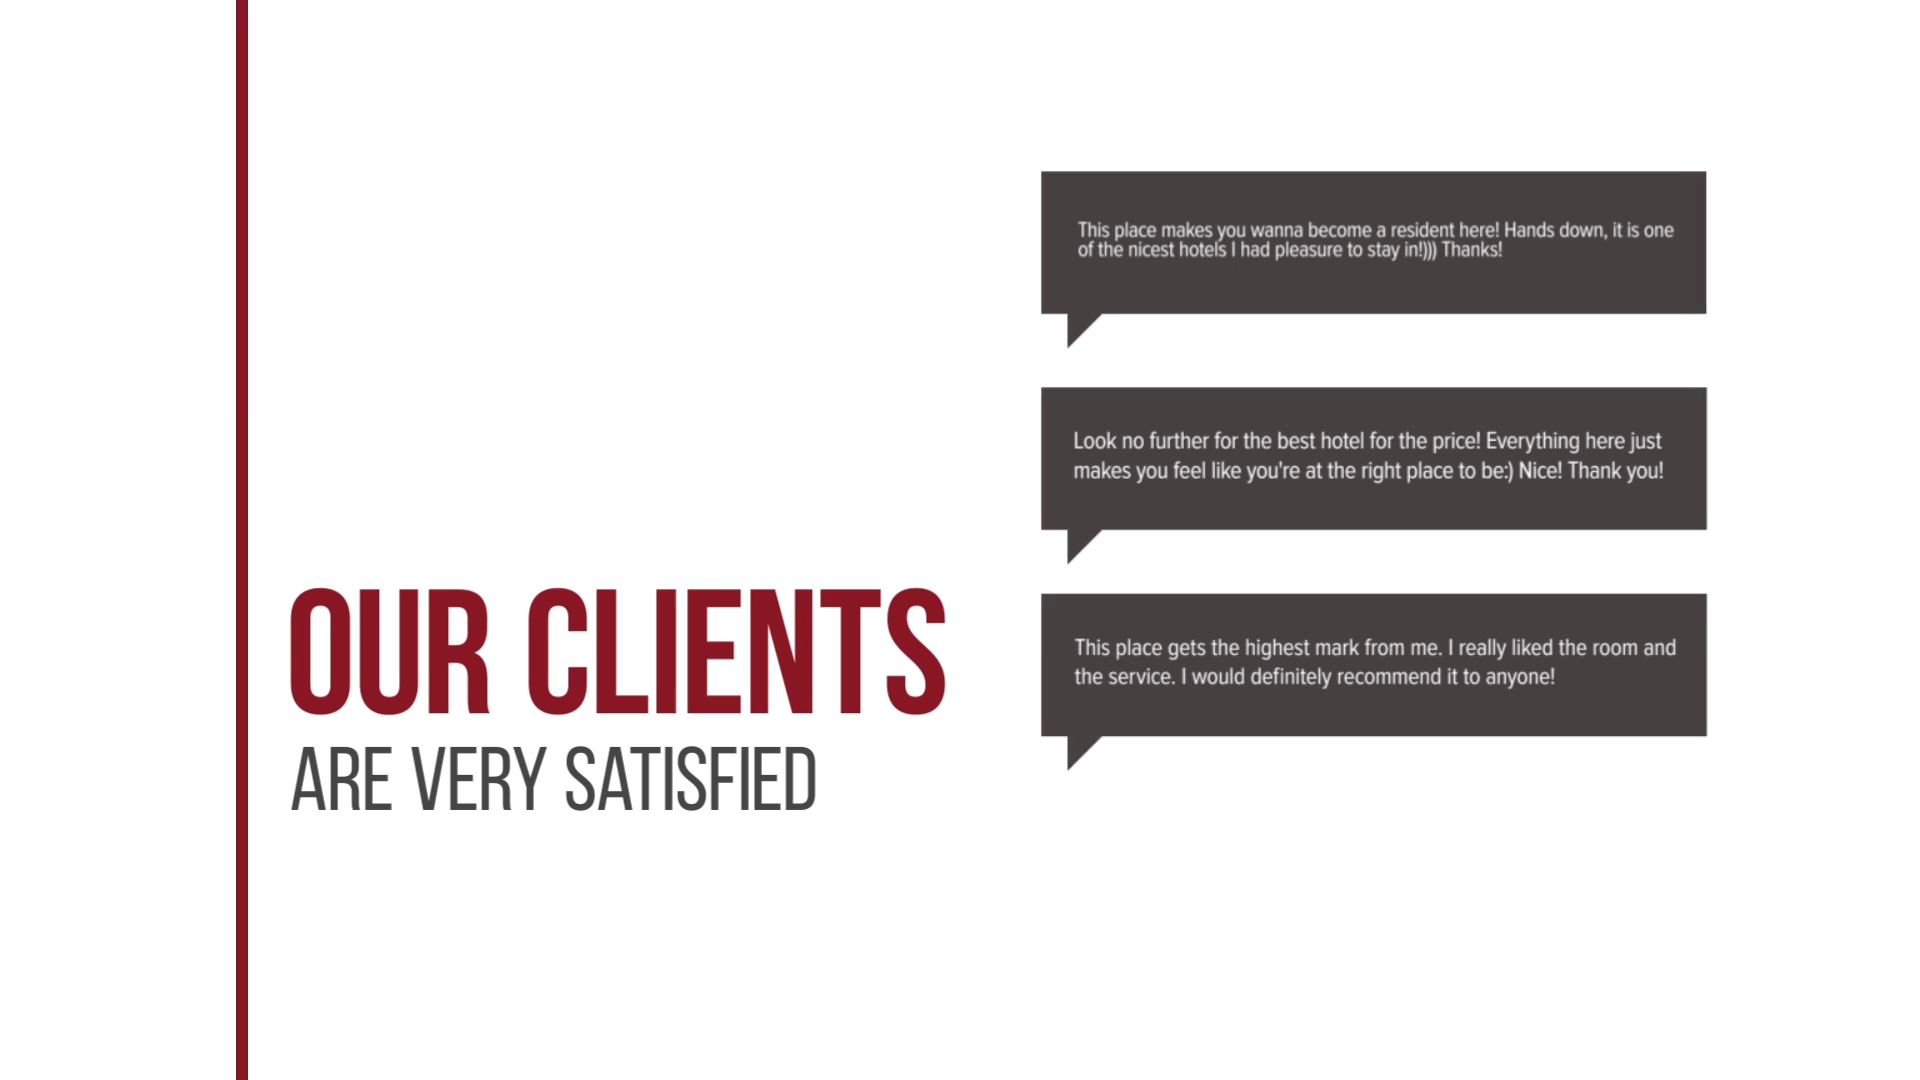 OUR CLIENTS
ARE VERY SATISFIED
This place makes you wanna become a resident here! Hands down, it is one
of the nicest hotels I had pleasure to stay in!))) Thanks!
Look no further for the best hotel for the price! Everything here just
makes you feel like you're at the right place to be:) Nice! Thank you!
This place gets the highest mark from me. I really liked the room and
the service. I would definitely recommend it to anyone!